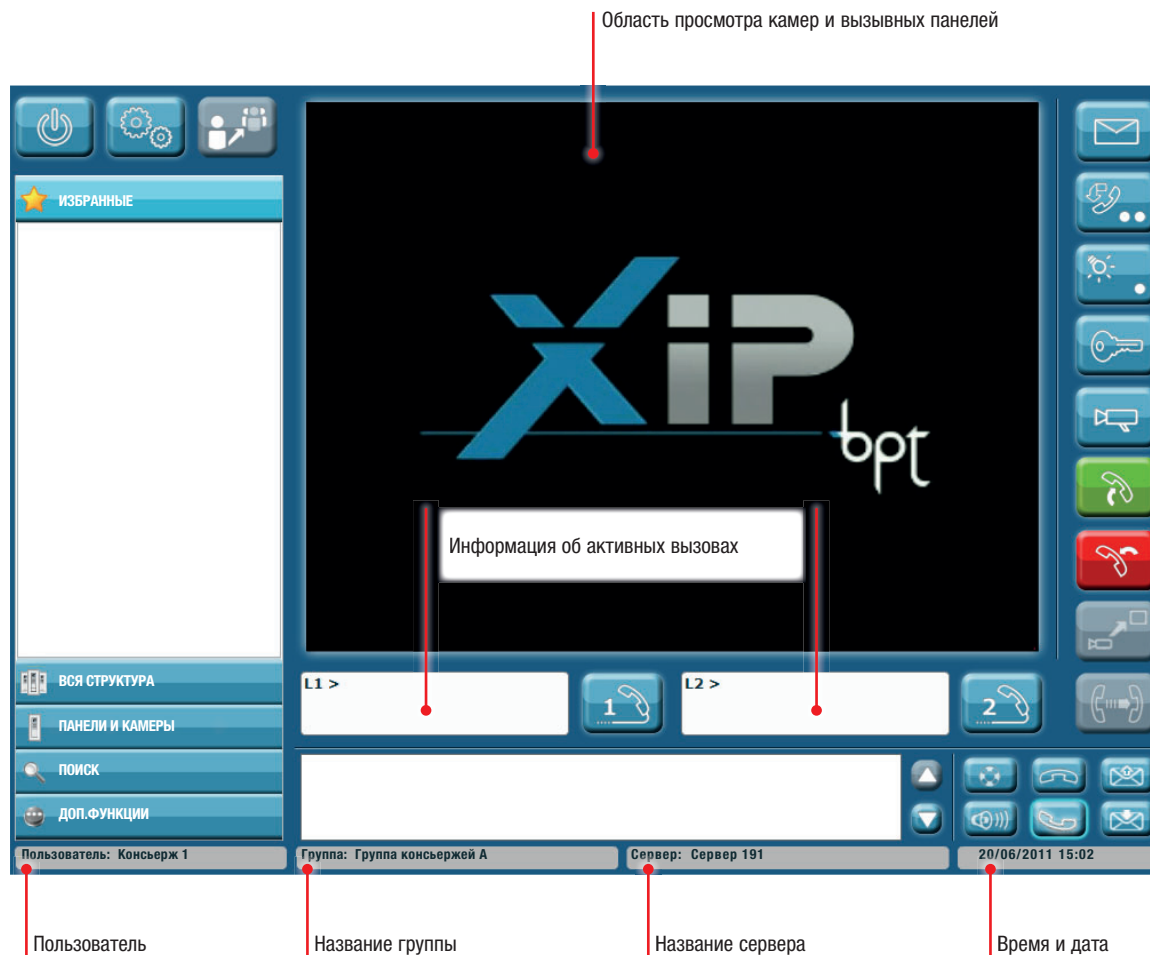 Область просмотра камер и вызывных панелей
ИЗБРАННЫЕ
XiP
bpt
Информация об активных вызовах
ВСЯ СТРУКТУРА
L1 >
1
L2 >
2
ПАНЕЛИ И КАМЕРЫ
ПОИСК
ДОП.ФУНКЦИИ
Пользователь: Консьерж 1
Группа: Группа консьержей А
Сервер: Сервер 191
20/06/2011 15:02
Пользователь
Название группы
Название сервера
Время и дата